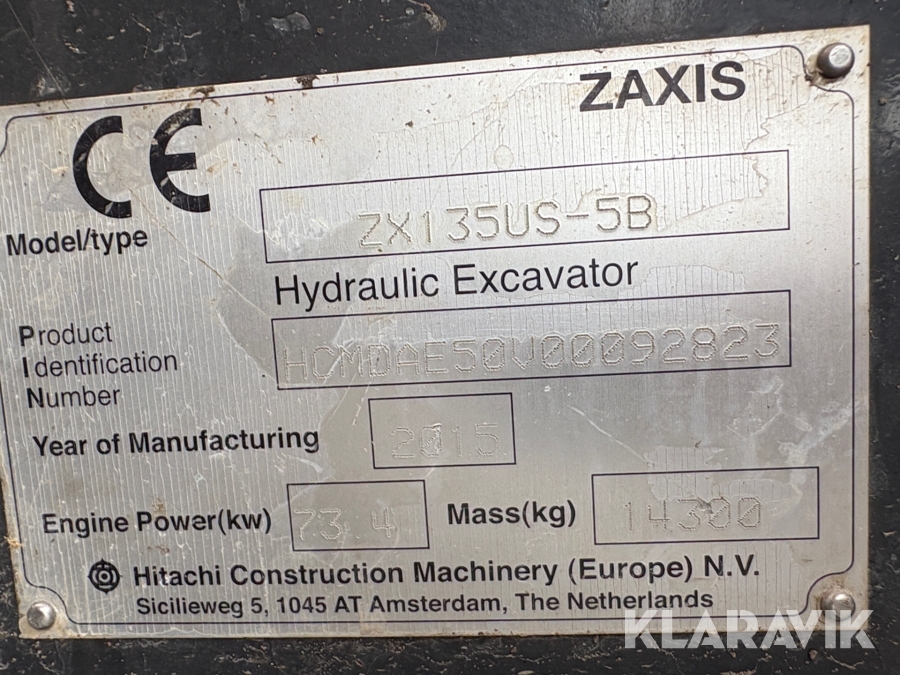 ZAXIS
CE
Model/type ZX135US-5B
Hydraulic Excavator
Product
Identification HCMDAE50V00092823
Number
Year of Manufacturing 2015
Engine Power(kw) 73.4 Mass(kg) 14300
Hitachi Construction Machinery (Europe) N.V.
Sicilieweg 5, 1045 AT Amsterdam, The Netherlands
KLARAVIK